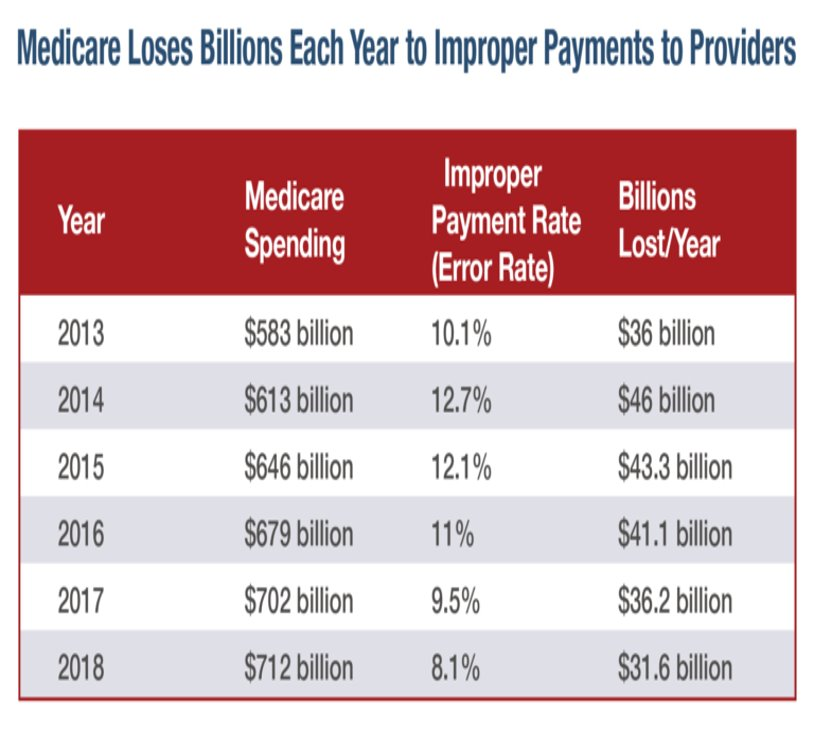 Medicare Loses Billions Each Year to Improper Payments to Providers
Year Medicare Spending Improper Payment Rate (Error Rate) Billions Lost/Year
2013 $583 billion 10.1% $36 billion
2014 $613 billion 12.7% $46 billion
2015 $646 billion 12.1% $43.3 billion
2016 $679 billion 11% $41.1 billion
2017 $702 billion 9.5% $36.2 billion
2018 $712 billion 8.1% $31.6 billion